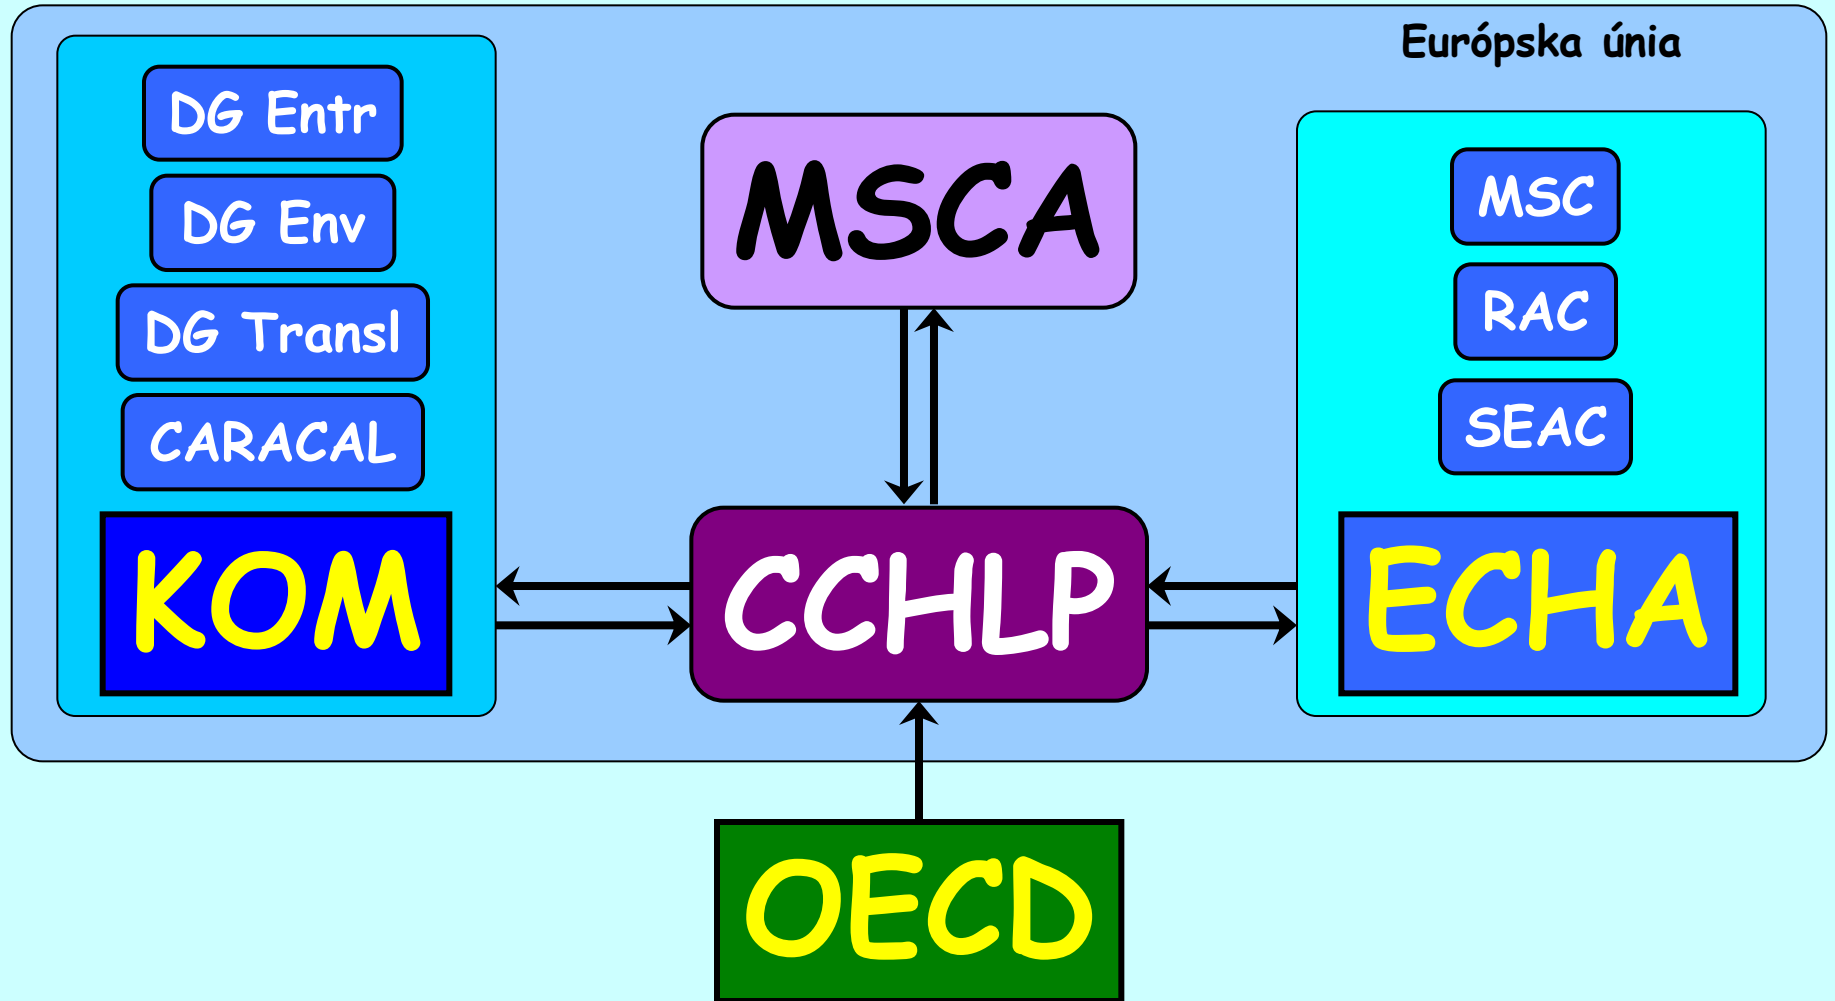 Európska únia
DG Entr
DG Env
DG Transl
CARACAL
KOM
MSCA
CCHLP
MSC
RAC
SEAC
ECHA
OECD